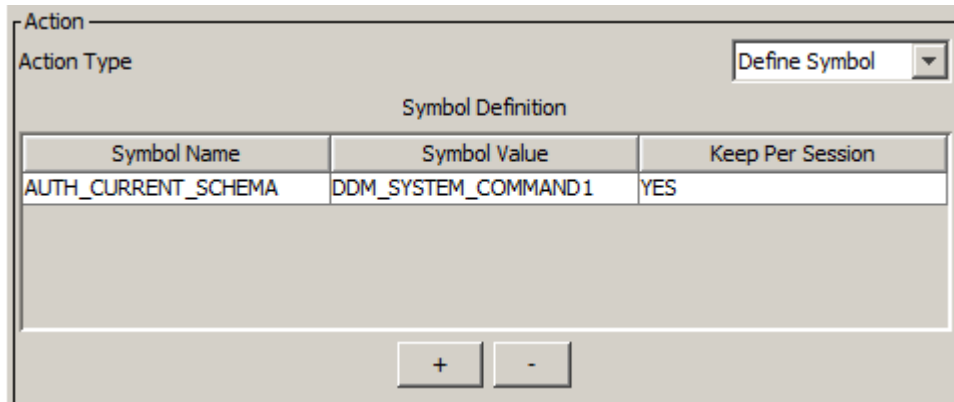 Action
Action Type Define Symbol
Symbol Definition
Symbol Name Symbol Value Keep Per Session
AUTH_CURRENT_SCHEMA DDM_SYSTEM_COMMAND1 YES
+ -